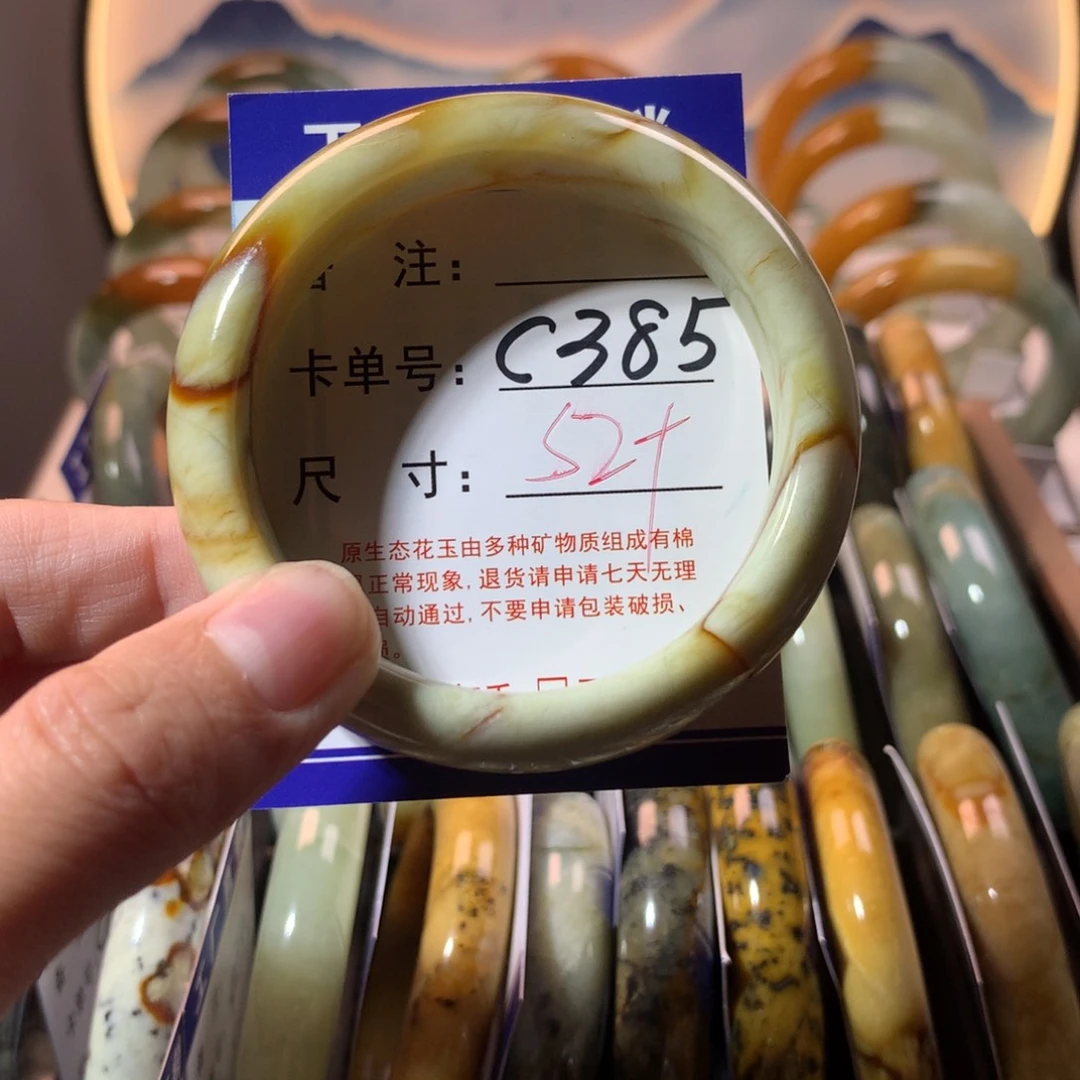 注：
卡单号：C385
尺 寸：52+
原生态花玉由多种矿物质组成有棉
正常现象，退货请申请七天无理
自动通过，不要申请包装破损、